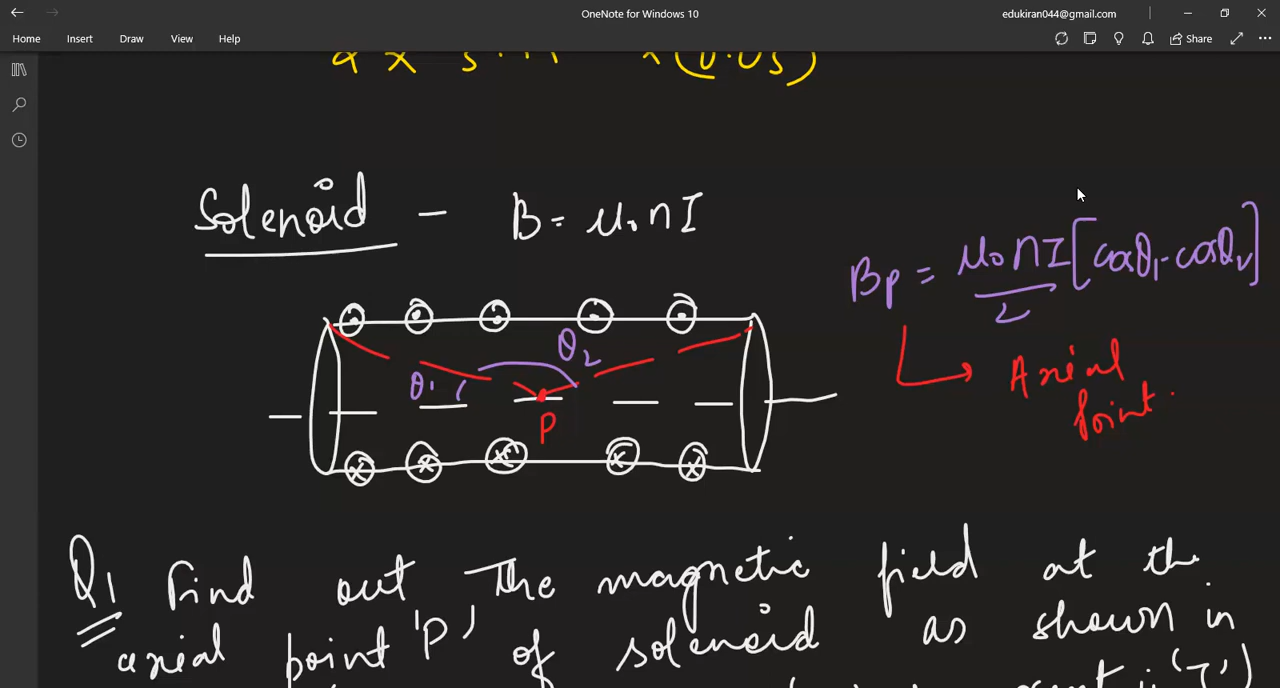 OneNote for Windows 10
edukiran044@gmail.com
Home Insert Draw View Help
Share
Solenoid - B = μ₀nI
Bp = μ₀nI/2 [cosθ₁-cosθ₂]
θ₁ θ₂
P
Axial
Point.
Q1 Find out the magnetic field at the
axial point 'P' of solenoid as shown in